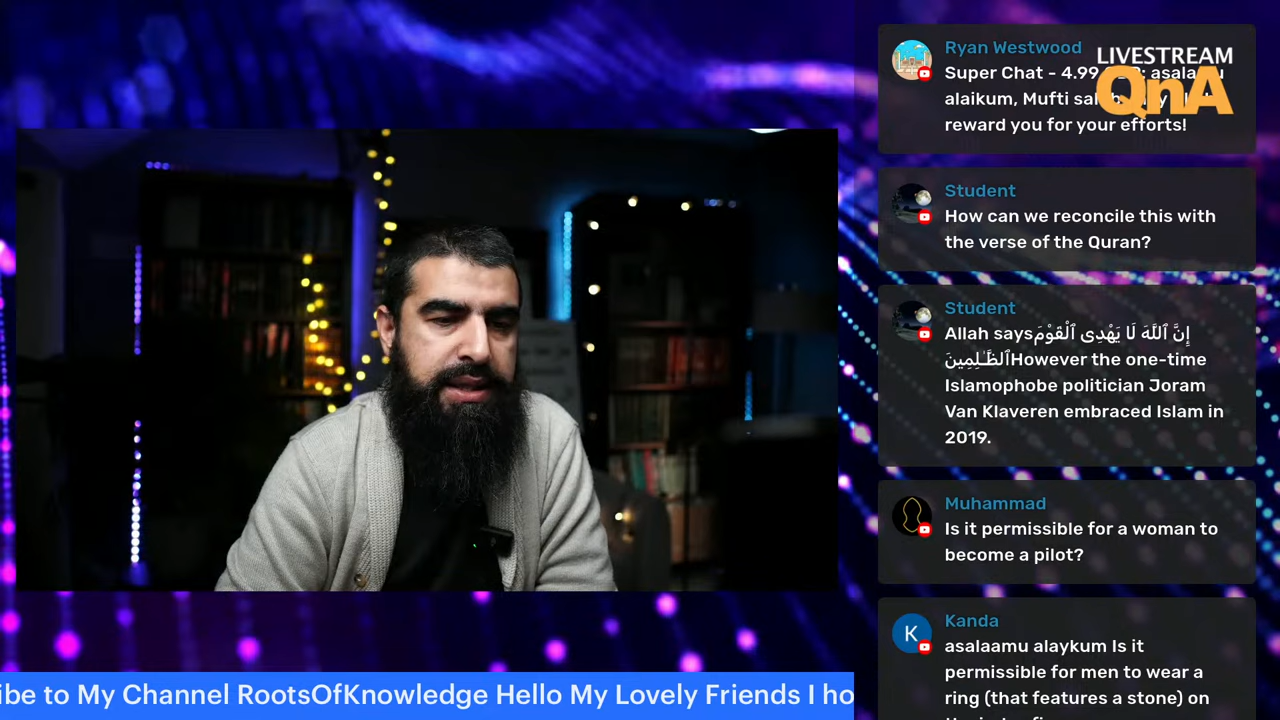 Ryan Westwood
Super Chat - 4.99
alaikum, Mufti
reward you for your efforts!
LIVESTREAM
QnA
Student
How can we reconcile this with
the verse of the Quran?
Student
Allah says إِنَّ ٱللَّهَ لَا يَهْدِى ٱلْقَوْمَ
ٱلظَّـٰلِمِينَ However the one-time
Islamophobe politician Joram
Van Klaveren embraced Islam in
2019.
Muhammad
Is it permissible for a woman to
become a pilot?
K
Kanda
asalaamu alaykum Is it
permissible for men to wear a
ring (that features a stone) on
ibe to My Channel RootsOfKnowledge Hello My Lovely Friends I ho